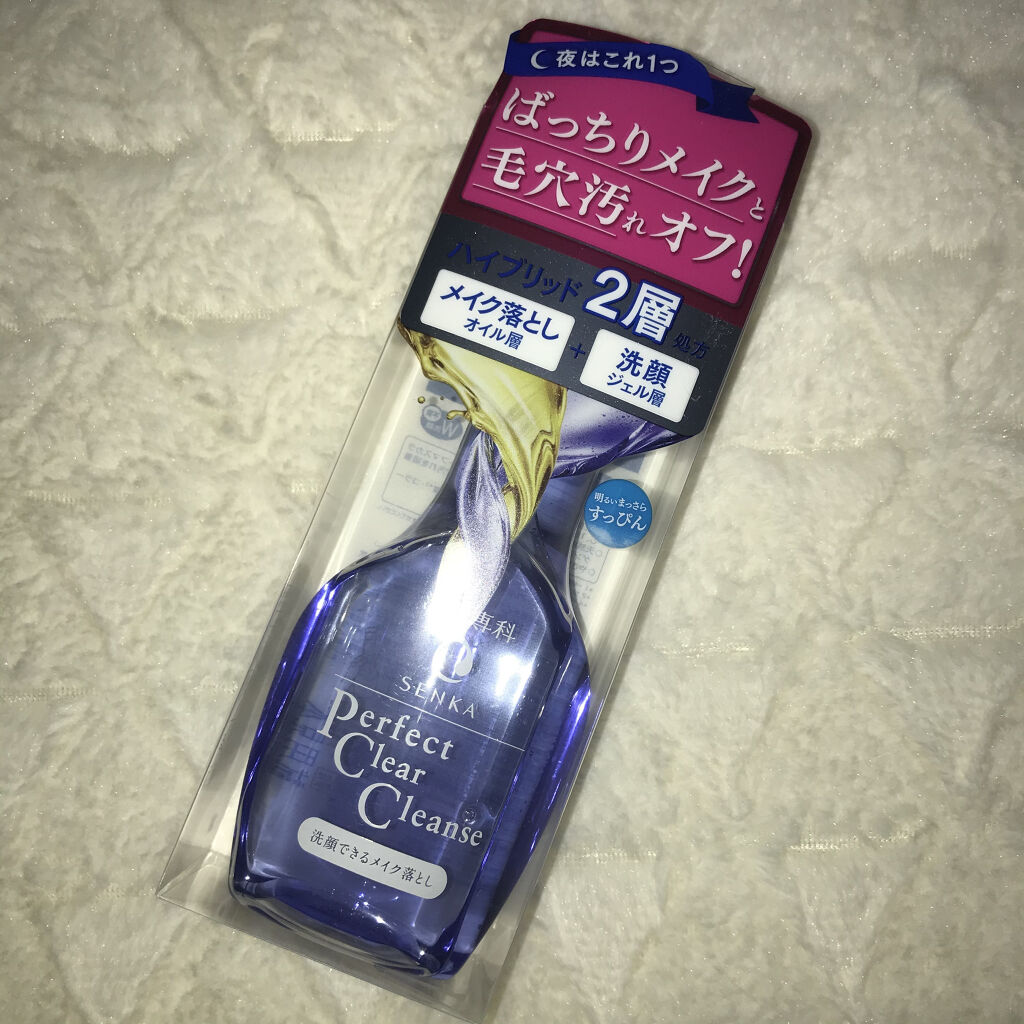 夜はこれ1つ
ばっちりメイクと
毛穴汚れオフ!
ハイブリッド2層処方
メイク落とし
オイル層
+
洗顔
ジェル層
明るいまっさら
すっぴん
専科
SENKA
Perfect
Clear
Cleanse
洗顔できるメイク落とし